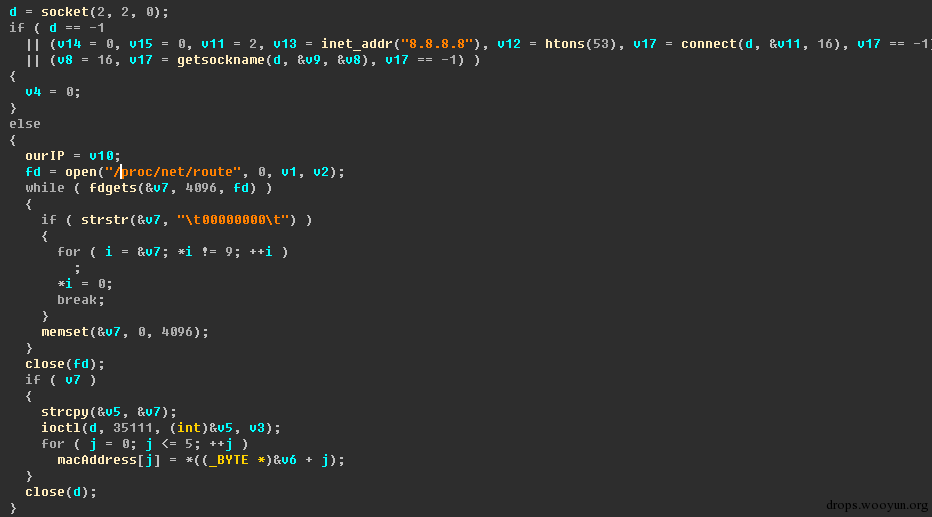 d = socket(2, 2, 0);
if ( d == -1
  || (v14 = 0, v15 = 0, v11 = 2, v13 = inet_addr("8.8.8.8"), v12 = htons(53), v17 = connect(d, &v11, 16), v17 == -1)
  || (v8 = 16, v17 = getsockname(d, &v9, &v8), v17 == -1) )
{
  v4 = 0;
}
else
{
  ourIP = v10;
  fd = open("/proc/net/route", 0, v1, v2);
  while ( fdgets(&v7, 4096, fd) )
  {
    if ( strstr(&v7, "\t00000000\t") )
    {
      for ( i = &v7; *i != 9; ++i )
        ;
      *i = 0;
      break;
    }
    memset(&v7, 0, 4096);
  }
  close(fd);
  if ( v7 )
  {
    strcpy(&v5, &v7);
    ioctl(d, 35111, (int)&v5, v3);
    for ( j = 0; j <= 5; ++j )
      macAddress[j] = *((_BYTE *)&v6 + j);
  }
  close(d);
}
drops.wooyun.org